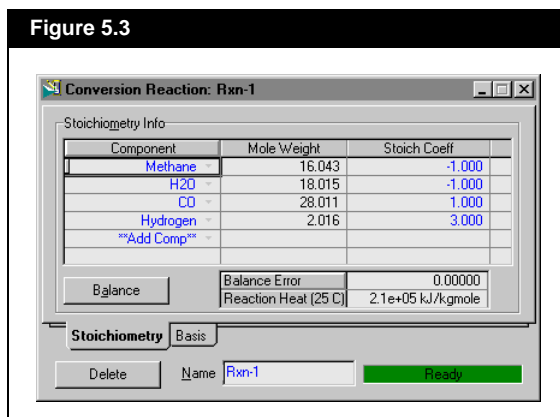 Figure 5.3
Conversion Reaction: Rxn-1
Stoichiometry Info
Component Mole Weight Stoich Coeff
Methane 16.043 -1.000
H2O 18.015 -1.000
CO 28.011 1.000
Hydrogen 2.016 3.000
**Add Comp**
Balance
Balance Error 0.00000
Reaction Heat (25 C) 2.1e+05 kJ/kgmole
Stoichiometry Basis
Delete Name Rxn-1 Ready